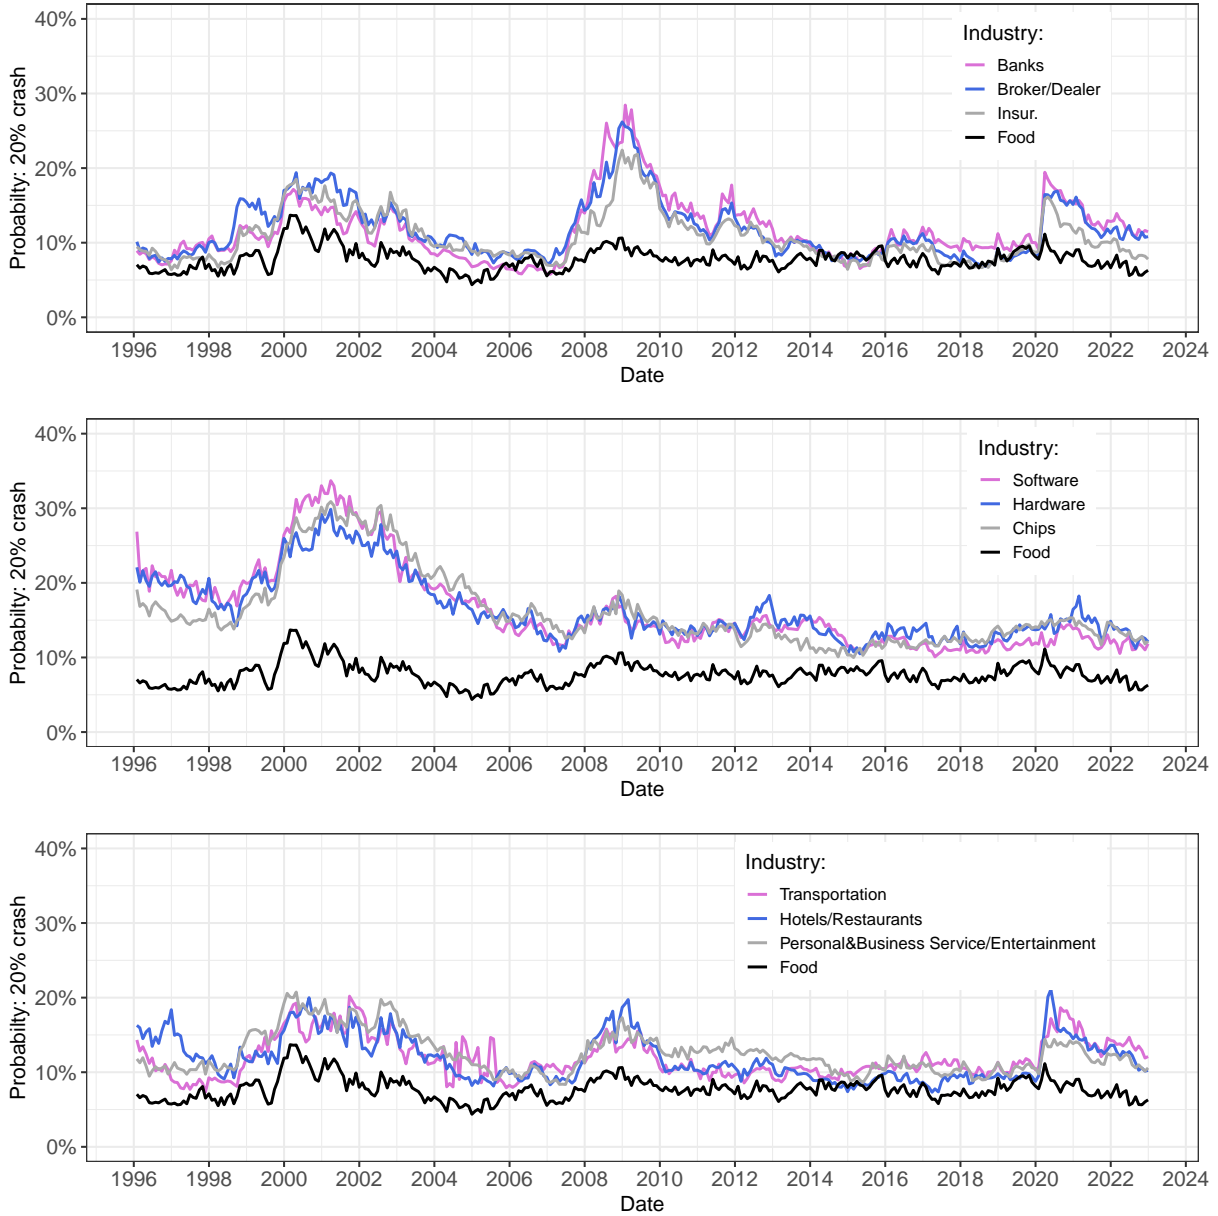 40%
30%
20%
10%
0%
Probabilty: 20% crash
Industry:
Banks
Broker/Dealer
Insur.
Food
1996 1998 2000 2002 2004 2006 2008 2010 2012 2014 2016 2018 2020 2022 2024
Date
40%
30%
20%
10%
0%
Probabilty: 20% crash
Industry:
Software
Hardware
Chips
Food
1996 1998 2000 2002 2004 2006 2008 2010 2012 2014 2016 2018 2020 2022 2024
Date
40%
30%
20%
10%
0%
Probabilty: 20% crash
Industry:
Transportation
Hotels/Restaurants
Personal&Business Service/Entertainment
Food
1996 1998 2000 2002 2004 2006 2008 2010 2012 2014 2016 2018 2020 2022 2024
Date